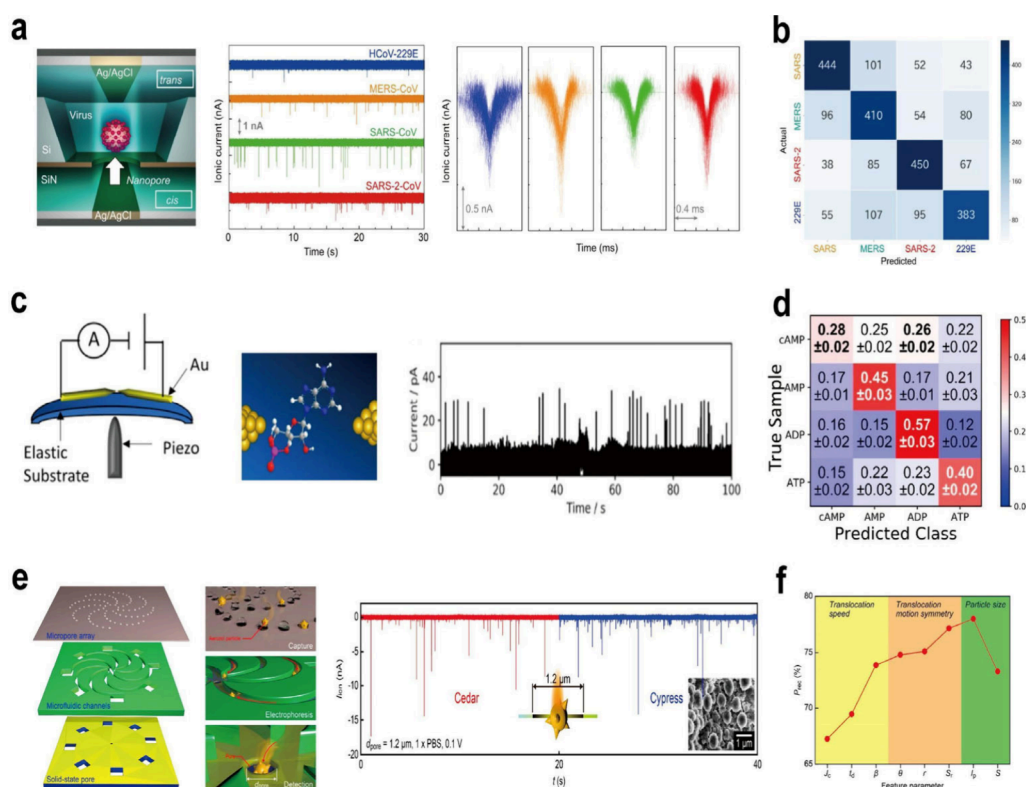 a
Ag/AgCl
trans
Virus
Si
SiN
Nanopore
cis
Ag/AgCl
Ionic current (nA)
HCoV-229E
MERS-CoV
1 nA
SARS-CoV
SARS-2-CoV
0 5 10 15 20 25 30
Time (s)
Ionic current (nA)
0.5 nA
0.4 ms
Time (ms)
b
Actual
SARS 444 101 52 43
MERS 96 410 54 80
SARS-2 38 85 450 67
229E 55 107 95 383
SARS MERS SARS-2 229E
Predicted
400
320
240
160
80
c
A
Au
Elastic
Substrate
Piezo
Current / pA
60
40
20
0
0 20 40 60 80 100
Time / s
d
True Sample
cAMP 0.28 ±0.02 0.25 ±0.02 0.26 ±0.02 0.22 ±0.02
AMP 0.17 ±0.01 0.45 ±0.03 0.17 ±0.01 0.21 ±0.03
ADP 0.16 ±0.02 0.15 ±0.02 0.57 ±0.03 0.12 ±0.02
ATP 0.15 ±0.02 0.22 ±0.03 0.23 ±0.02 0.40 ±0.02
cAMP AMP ADP ATP
Predicted Class
0.5
0.4
0.3
0.2
0.1
0.0
e
Micropore array
Microfluidic channels
Solid-state pore
Capture
Electrophoresis
Detection
Iion (nA)
0
-5
-10
-15
-20
Cedar
1.2 μm
Cypress
dpore = 1.2 μm, 1 x PBS, 0.1 V
1 μm
0 20 40
t (s)
f
Translocation
speed
Translocation
motion symmetry
Particle size
80
75
70
65
(%)
β θ r S
Feature parameter